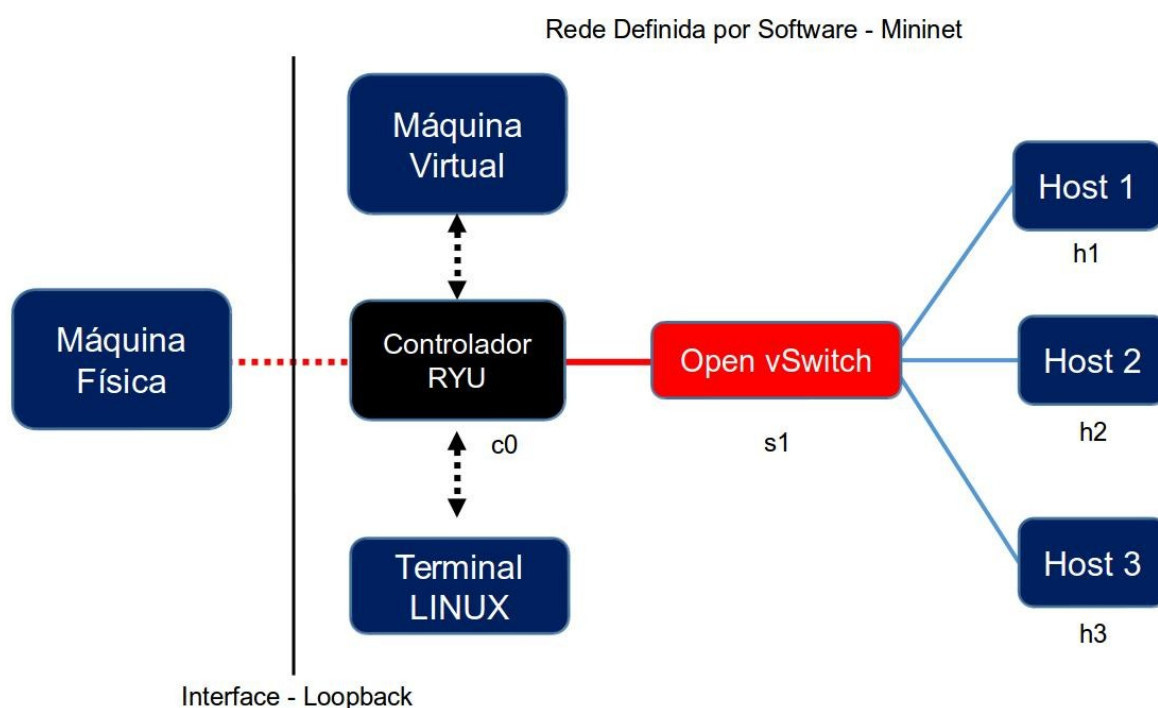 Rede Definida por Software - Mininet
Máquina
Virtual
Host 1
h1
Máquina
Física
Controlador
RYU
c0
Open vSwitch
s1
Host 2
h2
Terminal
LINUX
Host 3
h3
Interface - Loopback